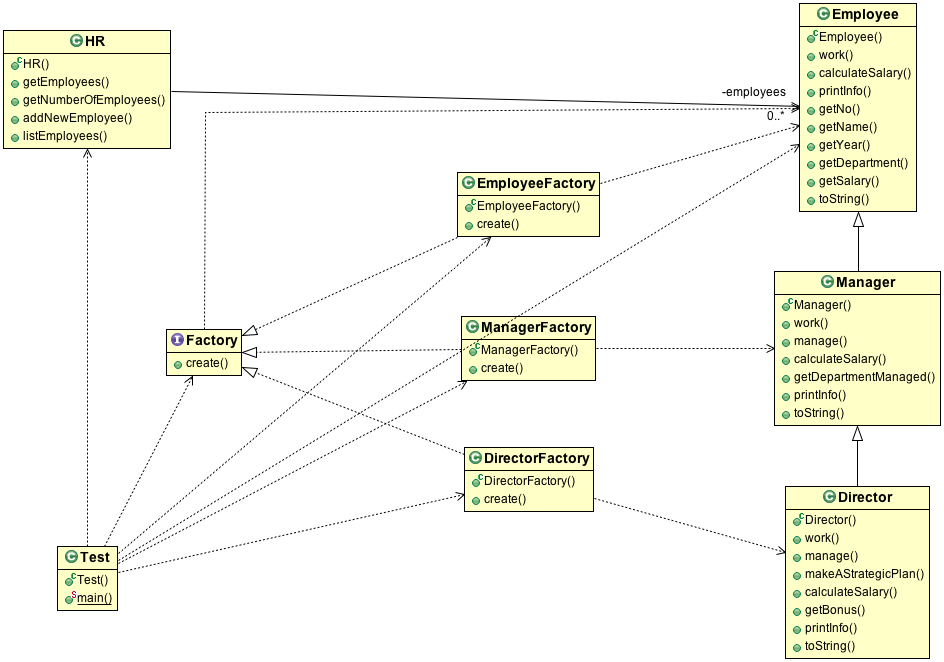 HR
HR()
getEmployees()
getNumberOfEmployees()
addNewEmployee()
listEmployees()
Employee
Employee()
work()
calculateSalary()
printInfo()
getNo()
getName()
getYear()
getDepartment()
getSalary()
toString()
-employees
0..*
EmployeeFactory
EmployeeFactory()
create()
Factory
create()
ManagerFactory
ManagerFactory()
create()
Manager
Manager()
work()
manage()
calculateSalary()
getDepartmentManaged()
printInfo()
toString()
DirectorFactory
DirectorFactory()
create()
Director
Director()
work()
manage()
makeAStrategicPlan()
calculateSalary()
getBonus()
printInfo()
toString()
Test
Test()
main()